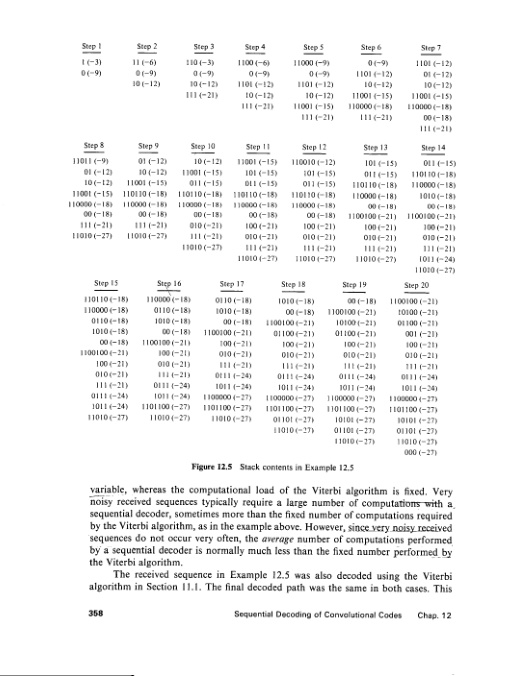 Step 1 Step 2 Step 3 Step 4 Step 5 Step 6 Step 7
1 (−3) 11 (−6) 110 (−3) 1100 (−6) 11000 (−9) 0 (−9) 1101 (−12)
0 (−9) 0 (−9) 0 (−9) 0 (−9) 0 (−9) 1101 (−12) 01 (−12)
10 (−12) 10 (−12) 1101 (−12) 1101 (−12) 10 (−12) 10 (−12)
111 (−21) 10 (−12) 10 (−12) 11001 (−15) 11001 (−15)
111 (−21) 11001 (−15) 110000 (−18) 110000 (−18)
111 (−21) 111 (−21) 00 (−18)
111 (−21)
Step 8 Step 9 Step 10 Step 11 Step 12 Step 13 Step 14
11011 (−9) 01 (−12) 10 (−12) 11001 (−15) 110010 (−12) 101 (−15) 011 (−15)
01 (−12) 10 (−12) 11001 (−15) 101 (−15) 101 (−15) 011 (−15) 110110 (−18)
10 (−12) 11001 (−15) 011 (−15) 011 (−15) 011 (−15) 110110 (−18) 110000 (−18)
11001 (−15) 110110 (−18) 110110 (−18) 110110 (−18) 110110 (−18) 110000 (−18) 1010 (−18)
110000 (−18) 110000 (−18) 110000 (−18) 110000 (−18) 110000 (−18) 00 (−18) 00 (−18)
00 (−18) 00 (−18) 00 (−18) 00 (−18) 00 (−18) 1100100 (−21) 1100100 (−21)
111 (−21) 111 (−21) 010 (−21) 100 (−21) 100 (−21) 100 (−21) 100 (−21)
11010 (−27) 11010 (−27) 111 (−21) 010 (−21) 010 (−21) 010 (−21) 010 (−21)
11010 (−27) 111 (−21) 111 (−21) 111 (−21) 111 (−21)
11010 (−27) 11010 (−27) 11010 (−27) 1011 (−24)
11010 (−27)
Step 15 Step 16 Step 17 Step 18 Step 19 Step 20
110110 (−18) 110000 (−18) 0110 (−18) 1010 (−18) 00 (−18) 1100100 (−21)
110000 (−18) 0110 (−18) 1010 (−18) 00 (−18) 1100100 (−21) 10100 (−21)
0110 (−18) 1010 (−18) 00 (−18) 1100100 (−21) 10100 (−21) 01100 (−21)
1010 (−18) 00 (−18) 1100100 (−21) 01100 (−21) 01100 (−21) 001 (−21)
00 (−18) 1100100 (−21) 100 (−21) 100 (−21) 100 (−21) 100 (−21)
1100100 (−21) 100 (−21) 010 (−21) 010 (−21) 010 (−21) 010 (−21)
100 (−21) 010 (−21) 111 (−21) 111 (−21) 111 (−21) 111 (−21)
010 (−21) 111 (−21) 0111 (−24) 0111 (−24) 0111 (−24) 0111 (−24)
111 (−21) 0111 (−24) 1011 (−24) 1011 (−24) 1011 (−24) 1011 (−24)
0111 (−24) 1011 (−24) 1100000 (−27) 1100000 (−27) 1100000 (−27) 1100000 (−27)
1011 (−24) 1101100 (−27) 1101100 (−27) 1101100 (−27) 1101100 (−27) 1101100 (−27)
11010 (−27) 11010 (−27) 11010 (−27) 01101 (−27) 10101 (−27) 10101 (−27)
11010 (−27) 01101 (−27) 01101 (−27)
11010 (−27) 11010 (−27)
000 (−27)
Figure 12.5 Stack contents in Example 12.5
variable, whereas the computational load of the Viterbi algorithm is fixed. Very
noisy received sequences typically require a large number of computations with a
sequential decoder, sometimes more than the fixed number of computations required
by the Viterbi algorithm, as in the example above. However, since very noisy received
sequences do not occur very often, the average number of computations performed
by a sequential decoder is normally much less than the fixed number performed by
the Viterbi algorithm.
The received sequence in Example 12.5 was also decoded using the Viterbi
algorithm in Section 11.1. The final decoded path was the same in both cases. This
358 Sequential Decoding of Convolutional Codes Chap. 12